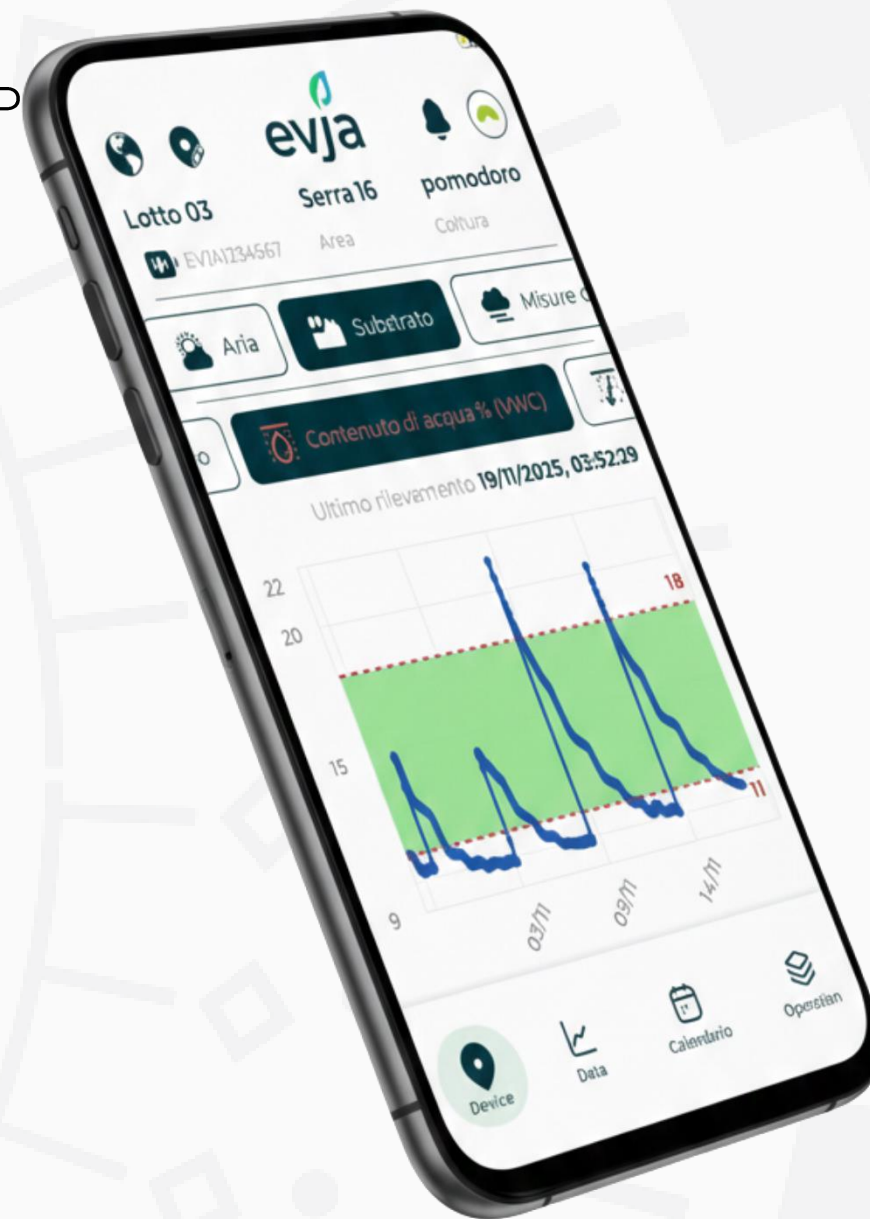 evja
Lotto 03 Serra 16 pomodoro
EVJA1234567 Area Coltura
Aria Substrato Misure
Contenuto di acqua % (VWC)
Ultimo rilevamento 19/11/2025, 03:52:29
22
20
18
15
11
9
03/11 09/11 14/11
Device Data Calendario